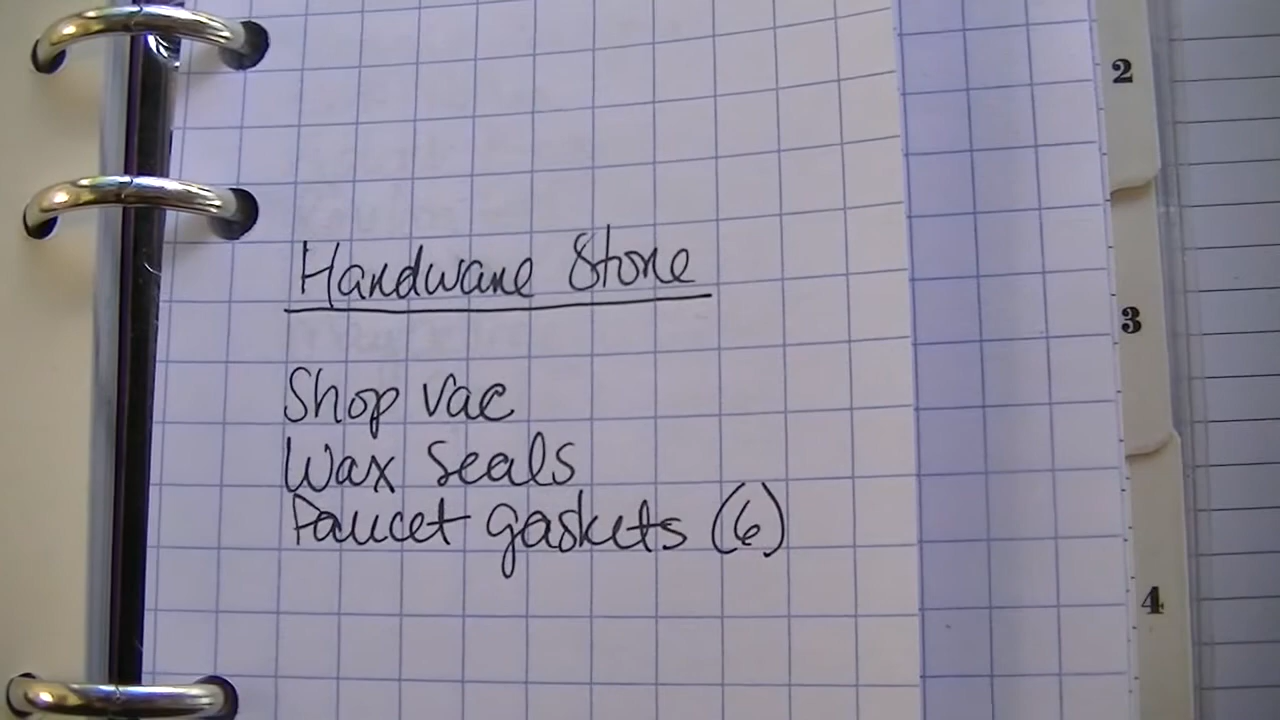 Hardware Store
Shop vac
Wax seals
Faucet gaskets (6)
2
3
4